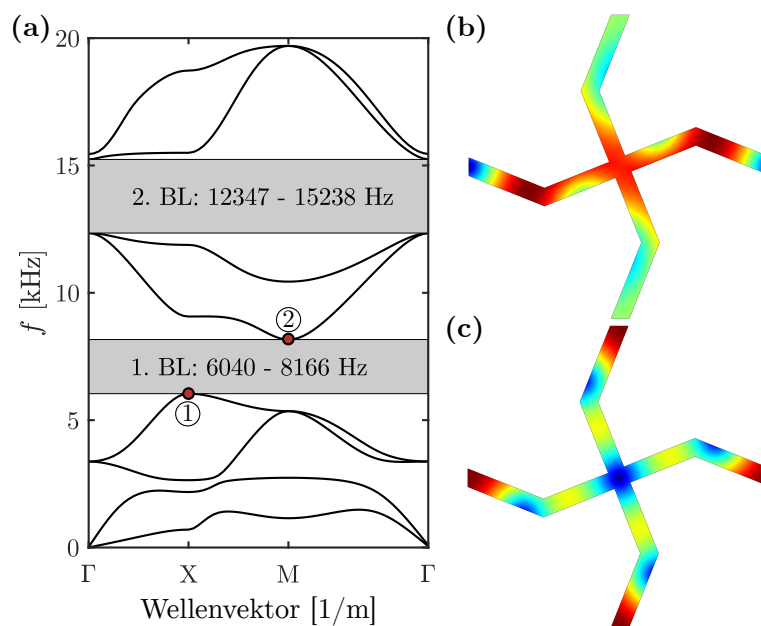 (a)
20
15
10
5
0
f [kHz]
2. BL: 12347 - 15238 Hz
②
1. BL: 6040 - 8166 Hz
①
Γ X M Γ
Wellenvektor [1/m]
(b)
(c)